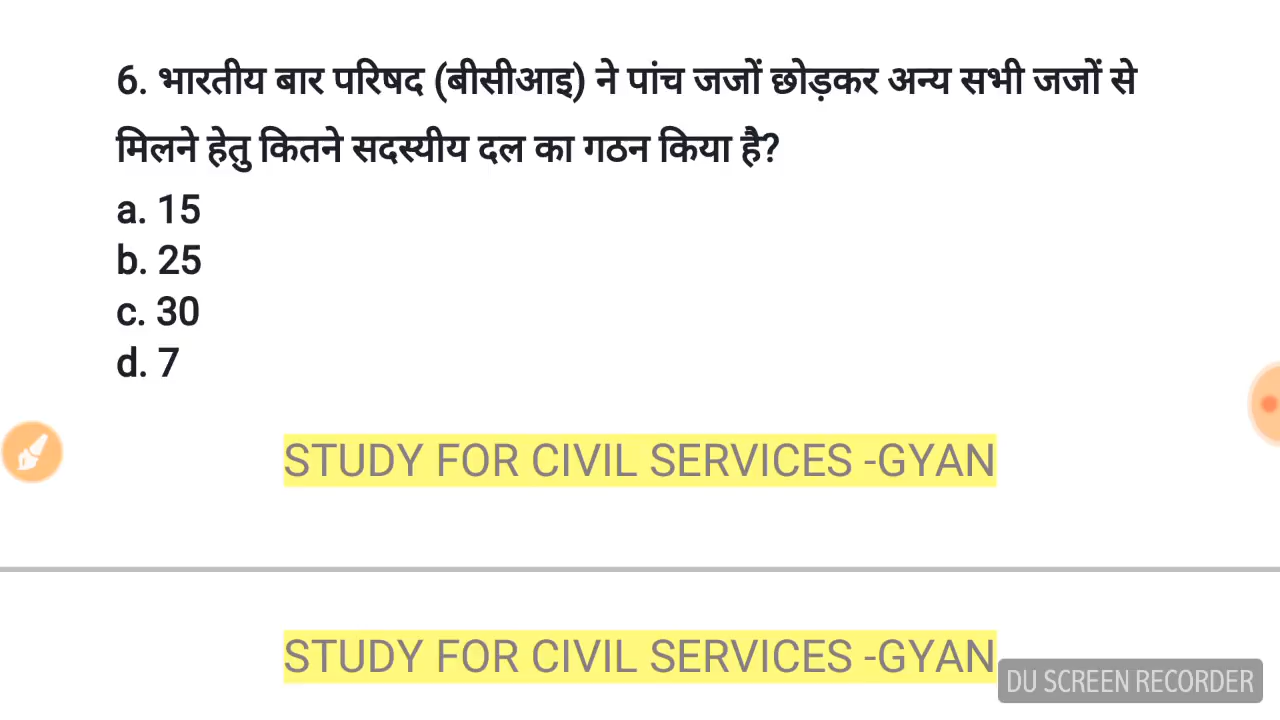 6. भारतीय बार परिषद (बीसीआइ) ने पांच जजों छोड़कर अन्य सभी जजों से
मिलने हेतु कितने सदस्यीय दल का गठन किया है?
a. 15
b. 25
c. 30
d. 7
STUDY FOR CIVIL SERVICES -GYAN
STUDY FOR CIVIL SERVICES -GYAN
DU SCREEN RECORDER